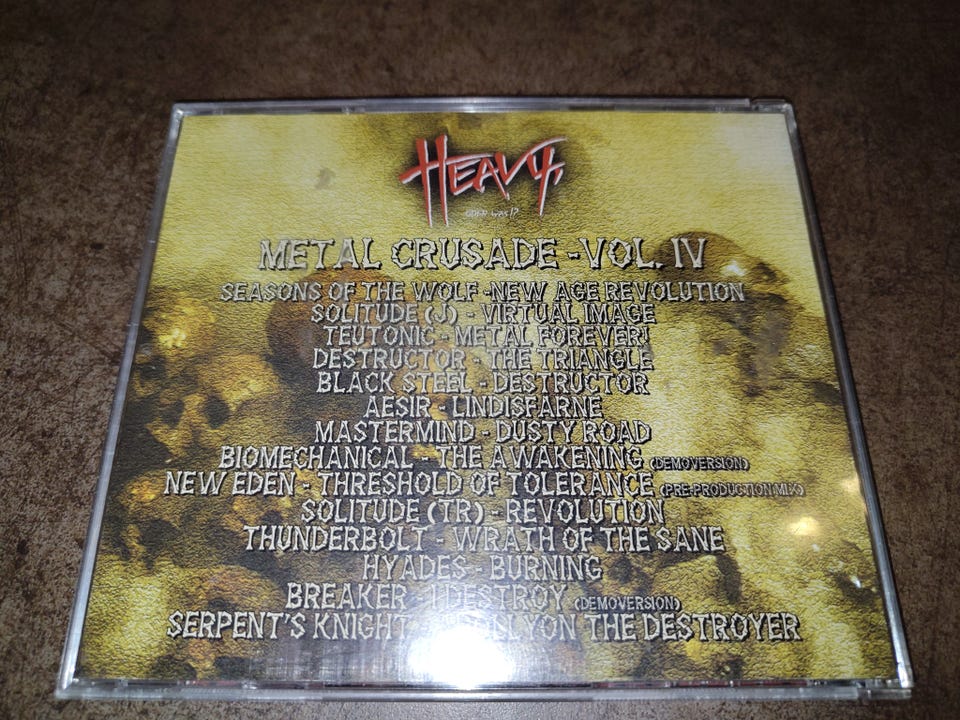 HEAVY,
ODER WAS!?
METAL CRUSADE - VOL. IV
SEASONS OF THE WOLF - NEW AGE REVOLUTION
SOLITUDE (J) - VIRTUAL IMAGE
TEUTONIC - METAL FOREVER!
DESTRUCTOR - THE TRIANGLE
BLACK STEEL - DESTRUCTOR
AESIR - LINDISFARNE
MASTERMIND - DUSTY ROAD
BIOMECHANICAL - THE AWAKENING (DEMOVERSION)
NEW EDEN - THRESHOLD OF TOLERANCE (PRE-PRODUCTION MIX)
SOLITUDE (TR) - REVOLUTION
THUNDERBOLT - WRATH OF THE SANE
HYADES - BURNING
BREAKER - I DESTROY (DEMOVERSION)
SERPENT'S KNIGHT THE DESTROYER